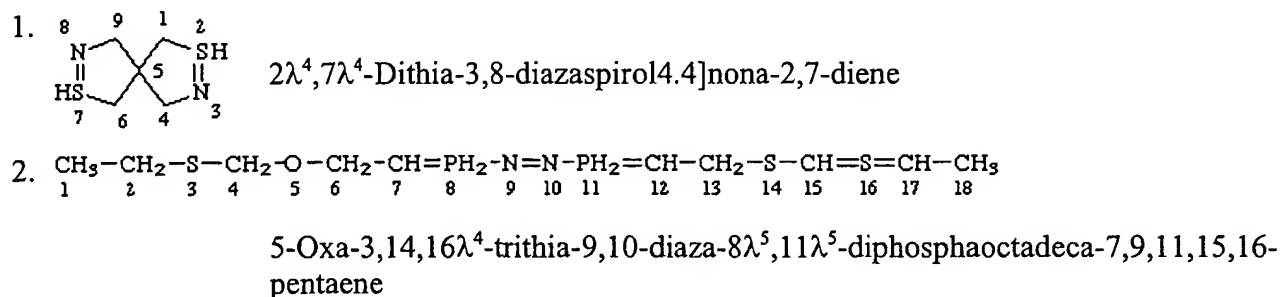 1.
8 9 1 2
N SH
5
HS N
7 6 4 3
2λ⁴,7λ⁴-Dithia-3,8-diazaspirol4.4]nona-2,7-diene
2. CH₃−CH₂−S−CH₂−O−CH₂−CH=PH₂−N=N−PH₂=CH−CH₂−S−CH=S=CH−CH₃
1 2 3 4 5 6 7 8 9 10 11 12 13 14 15 16 17 18
5-Oxa-3,14,16λ⁴-trithia-9,10-diaza-8λ⁵,11λ⁵-diphosphaoctadeca-7,9,11,15,16-
pentaene